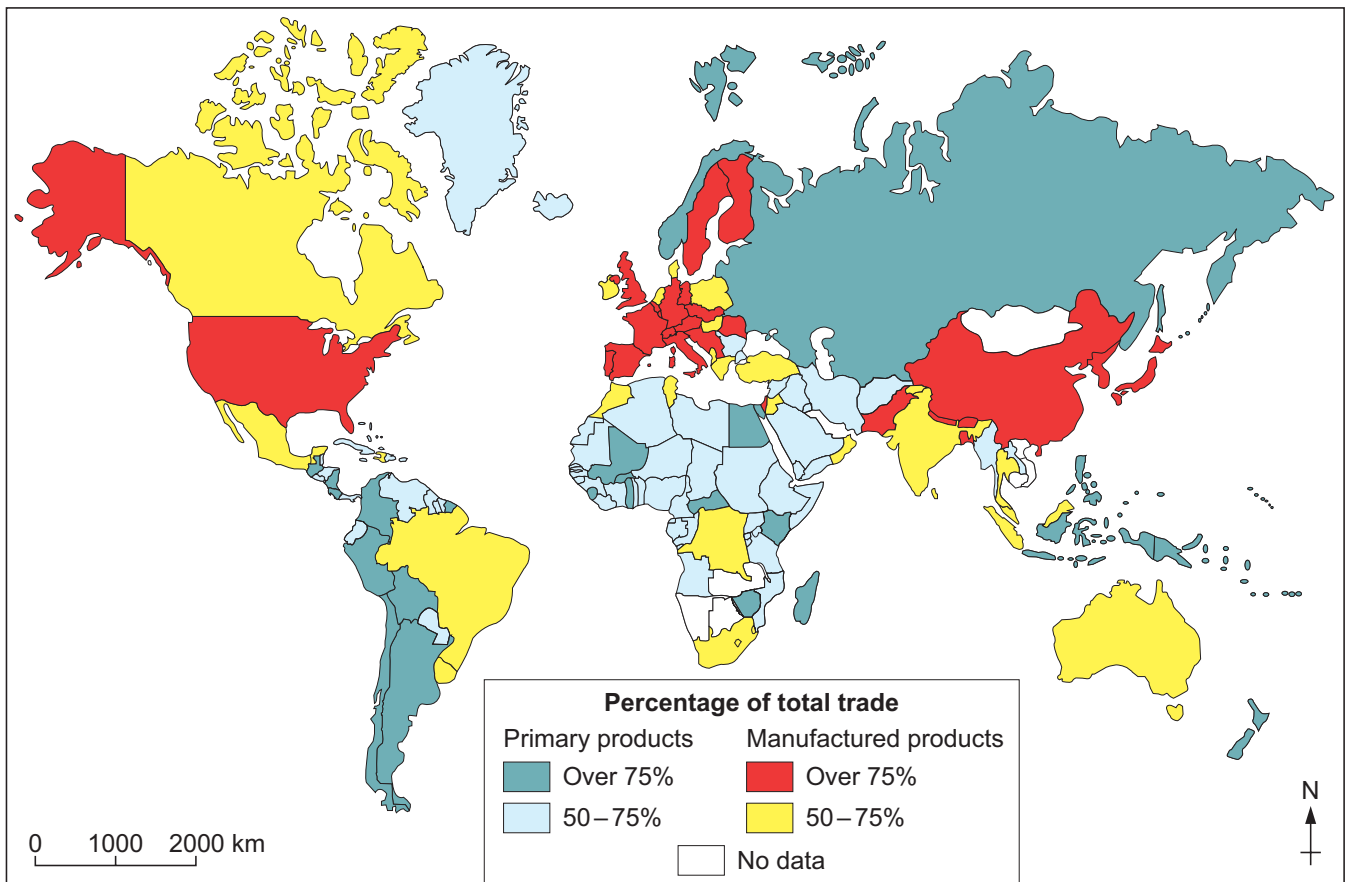 Percentage of total trade
Primary products Manufactured products
Over 75% Over 75%
50–75% 50–75%
No data
0 1000 2000 km
N